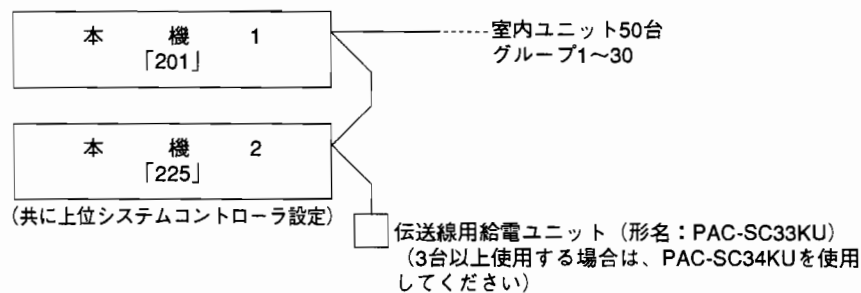 本 機 1
「201」
室内ユニット50台
グループ1～30
本 機 2
「225」
(共に上位システムコントローラ設定)
伝送線用給電ユニット（形名：PAC-SC33KU）
（3台以上使用する場合は、PAC-SC34KUを使用
してください）